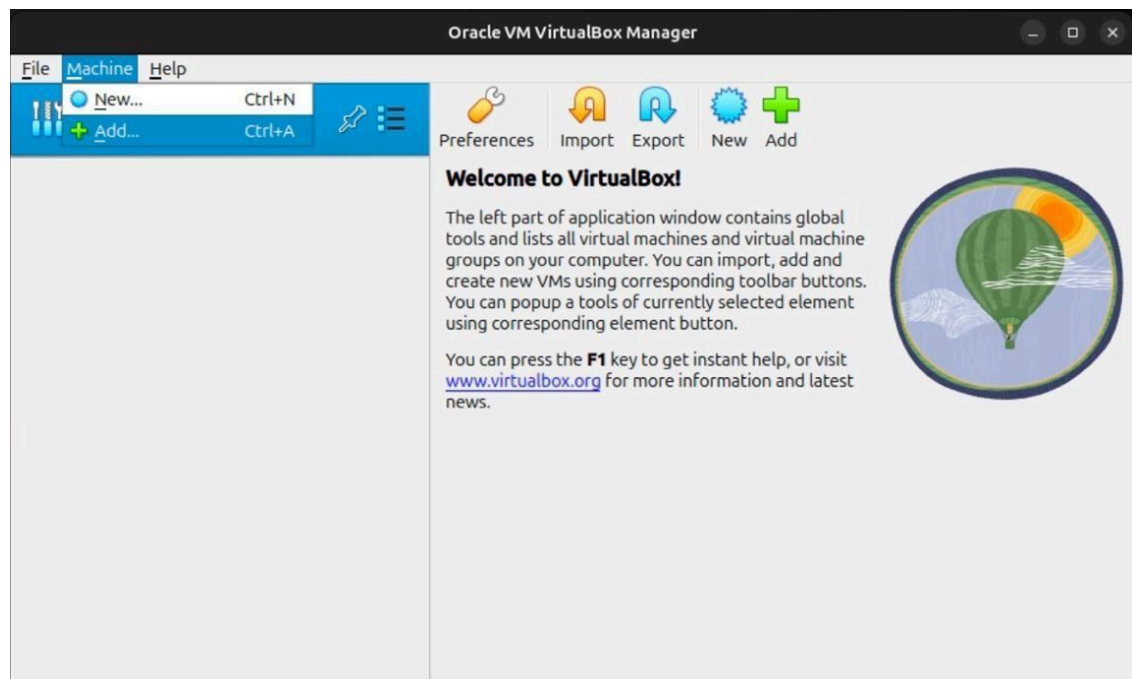 Oracle VM VirtualBox Manager
File Machine Help
New... Ctrl+N
Add... Ctrl+A
Preferences Import Export New Add
Welcome to VirtualBox!
The left part of application window contains global
tools and lists all virtual machines and virtual machine
groups on your computer. You can import, add and
create new VMs using corresponding toolbar buttons.
You can popup a tools of currently selected element
using corresponding element button.
You can press the F1 key to get instant help, or visit
www.virtualbox.org for more information and latest
news.